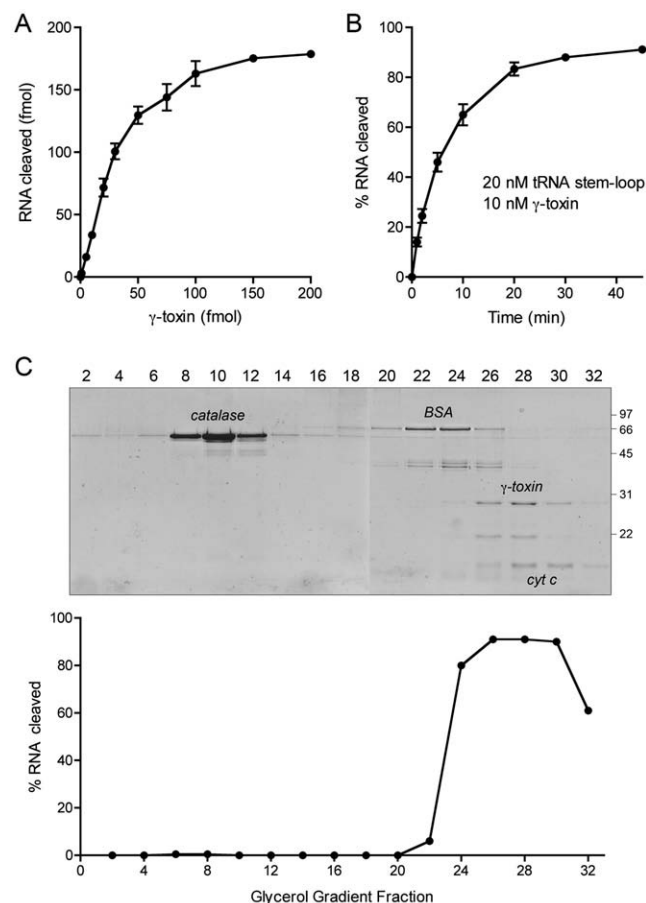 A
RNA cleaved (fmol)
200
150
100
50
0
0 50 100 150 200
γ-toxin (fmol)
B
% RNA cleaved
100
80
60
40
20
0
20 nM tRNA stem-loop
10 nM γ-toxin
0 10 20 30 40
Time (min)
C
2 4 6 8 10 12 14 16 18 20 22 24 26 28 30 32
catalase BSA
97
66
45
γ-toxin
31
22
cyt c
% RNA cleaved
100
80
60
40
20
0
0 4 8 12 16 20 24 28 32
Glycerol Gradient Fraction